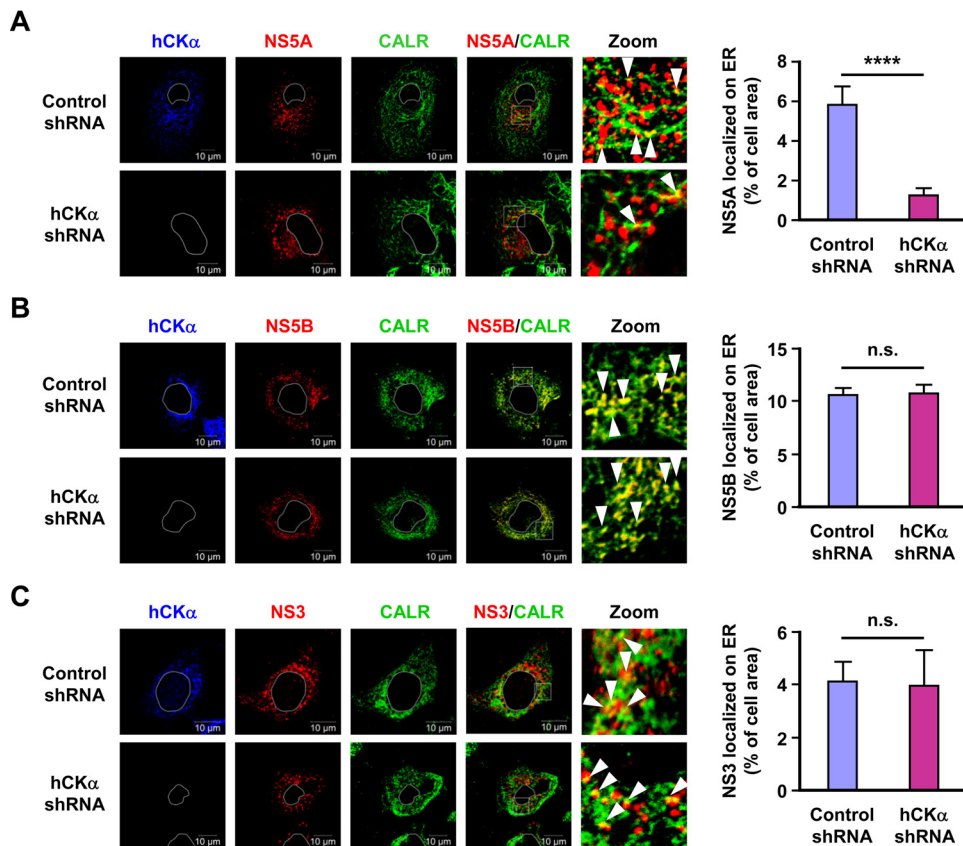 A
hCKα NS5A CALR NS5A/CALR Zoom
Control
shRNA
10 µm 10 µm 10 µm 10 µm
hCKα
shRNA
10 µm 10 µm 10 µm 10 µm
NS5A localized on ER
(% of cell area)
8
6
4
2
0
****
Control
shRNA
hCKα
shRNA
B
hCKα NS5B CALR NS5B/CALR Zoom
Control
shRNA
10 µm 10 µm 10 µm 10 µm
hCKα
shRNA
10 µm 10 µm 10 µm 10 µm
NS5B localized on ER
(% of cell area)
15
10
5
0
n.s.
Control
shRNA
hCKα
shRNA
C
hCKα NS3 CALR NS3/CALR Zoom
Control
shRNA
10 µm 10 µm 10 µm 10 µm
hCKα
shRNA
10 µm 10 µm 10 µm 10 µm
NS3 localized on ER
(% of cell area)
6
4
2
0
n.s.
Control
shRNA
hCKα
shRNA